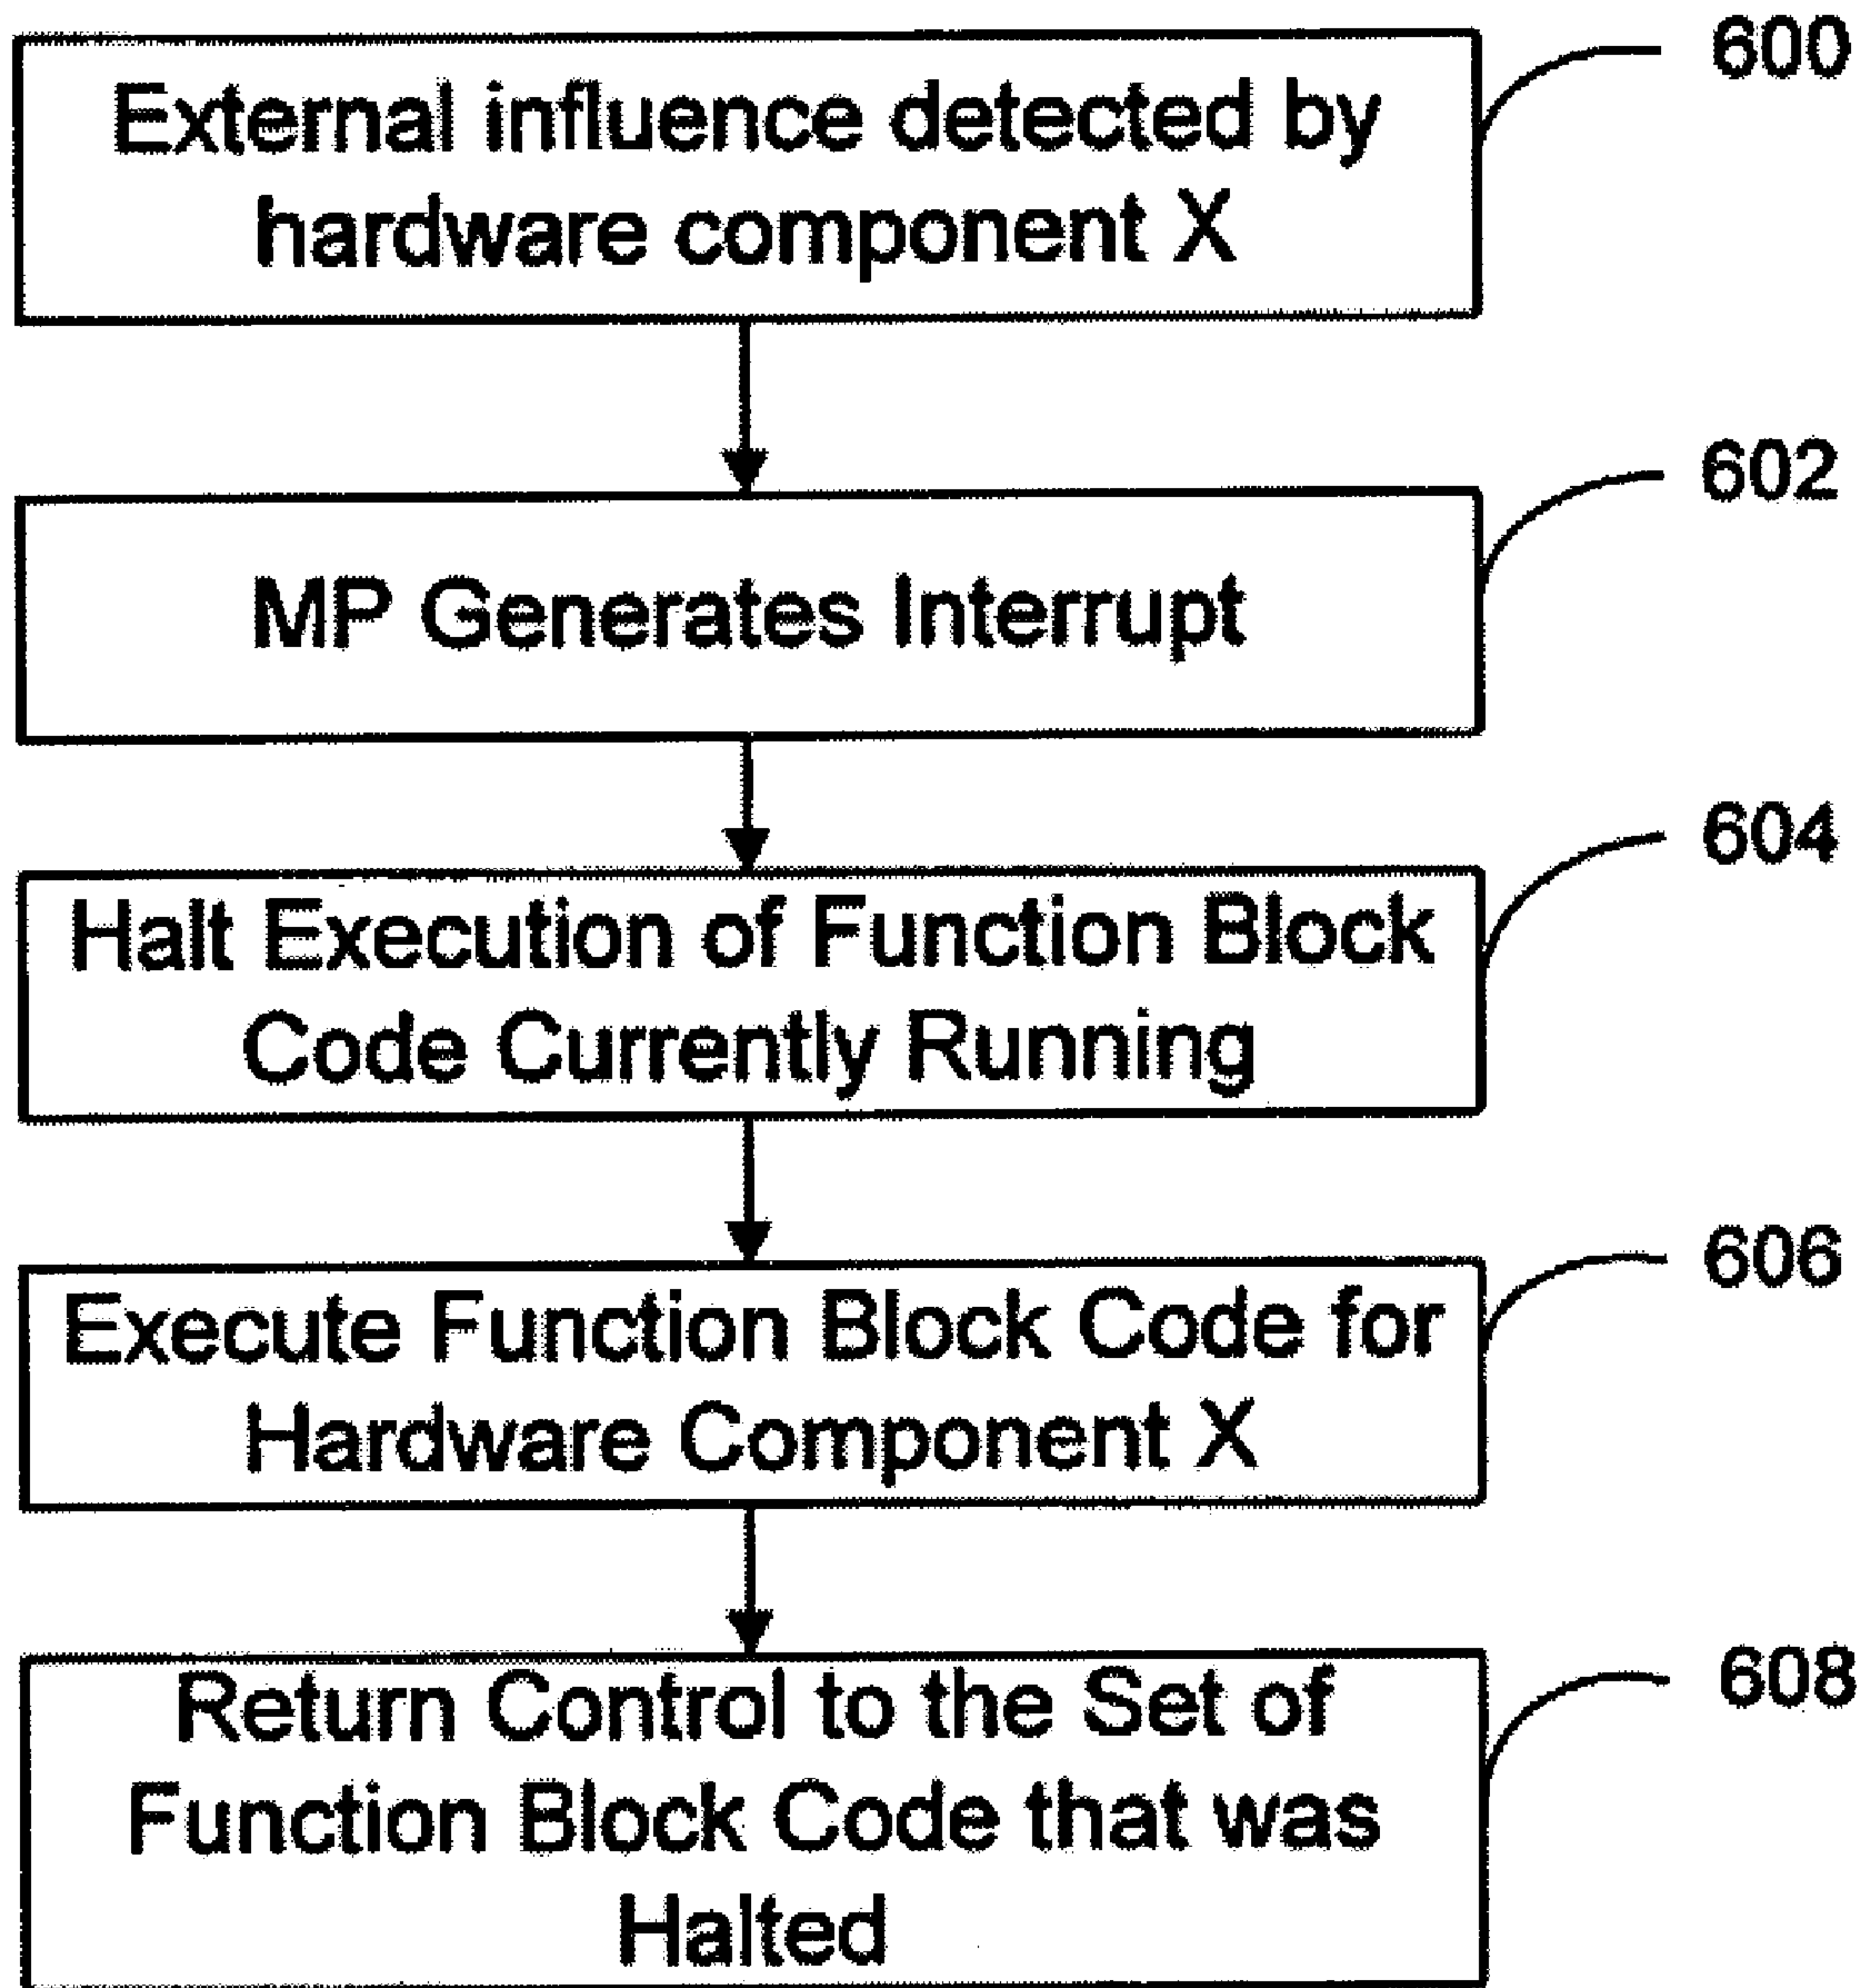 600
External influence detected by
hardware component X
602
MP Generates Interrupt
604
Halt Execution of Function Block
Code Currently Running
606
Execute Function Block Code for
Hardware Component X
608
Return Control to the Set of
Function Block Code that was
Halted